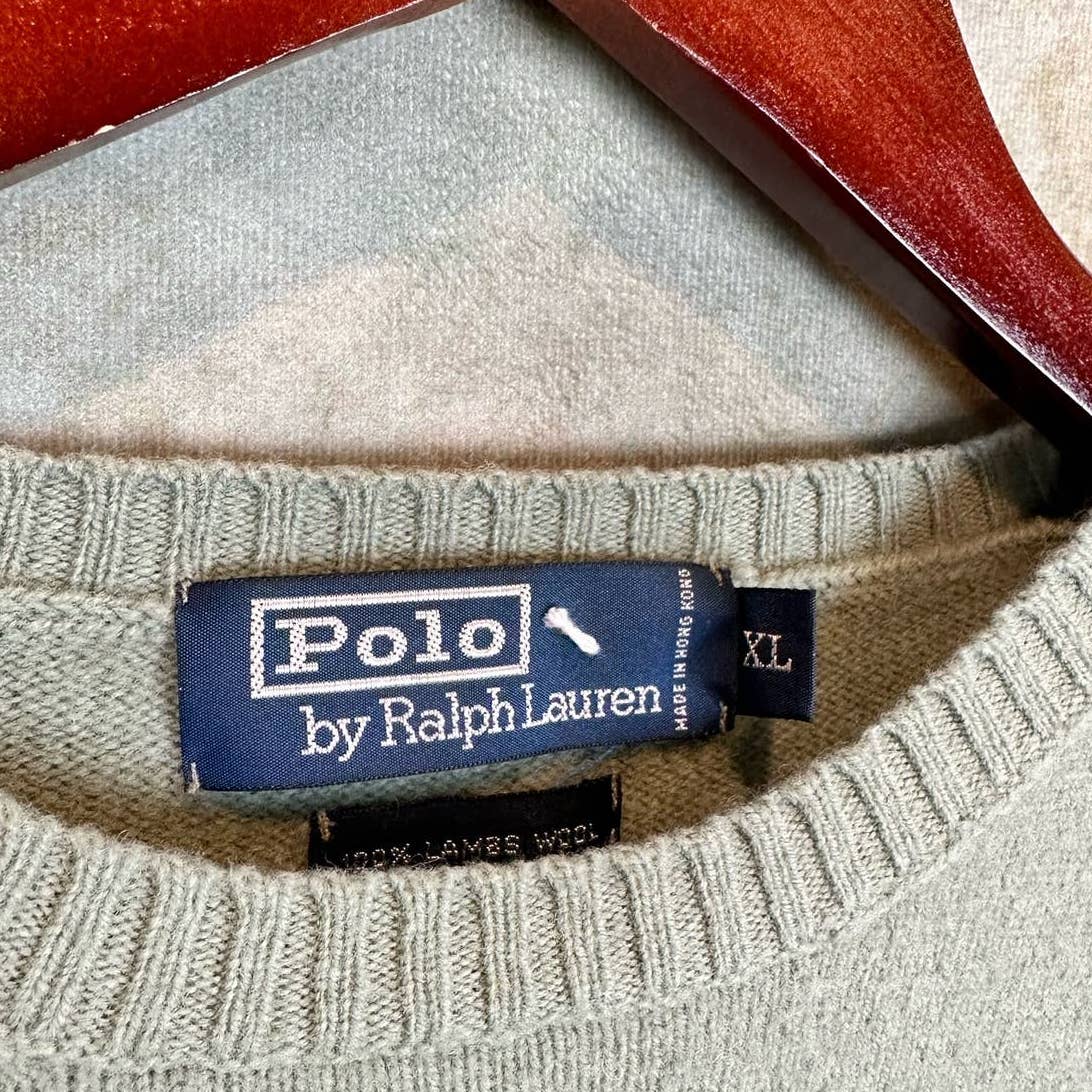 Polo
by Ralph Lauren
MADE IN HONG KONG
XL
100% LAMBS WOOL